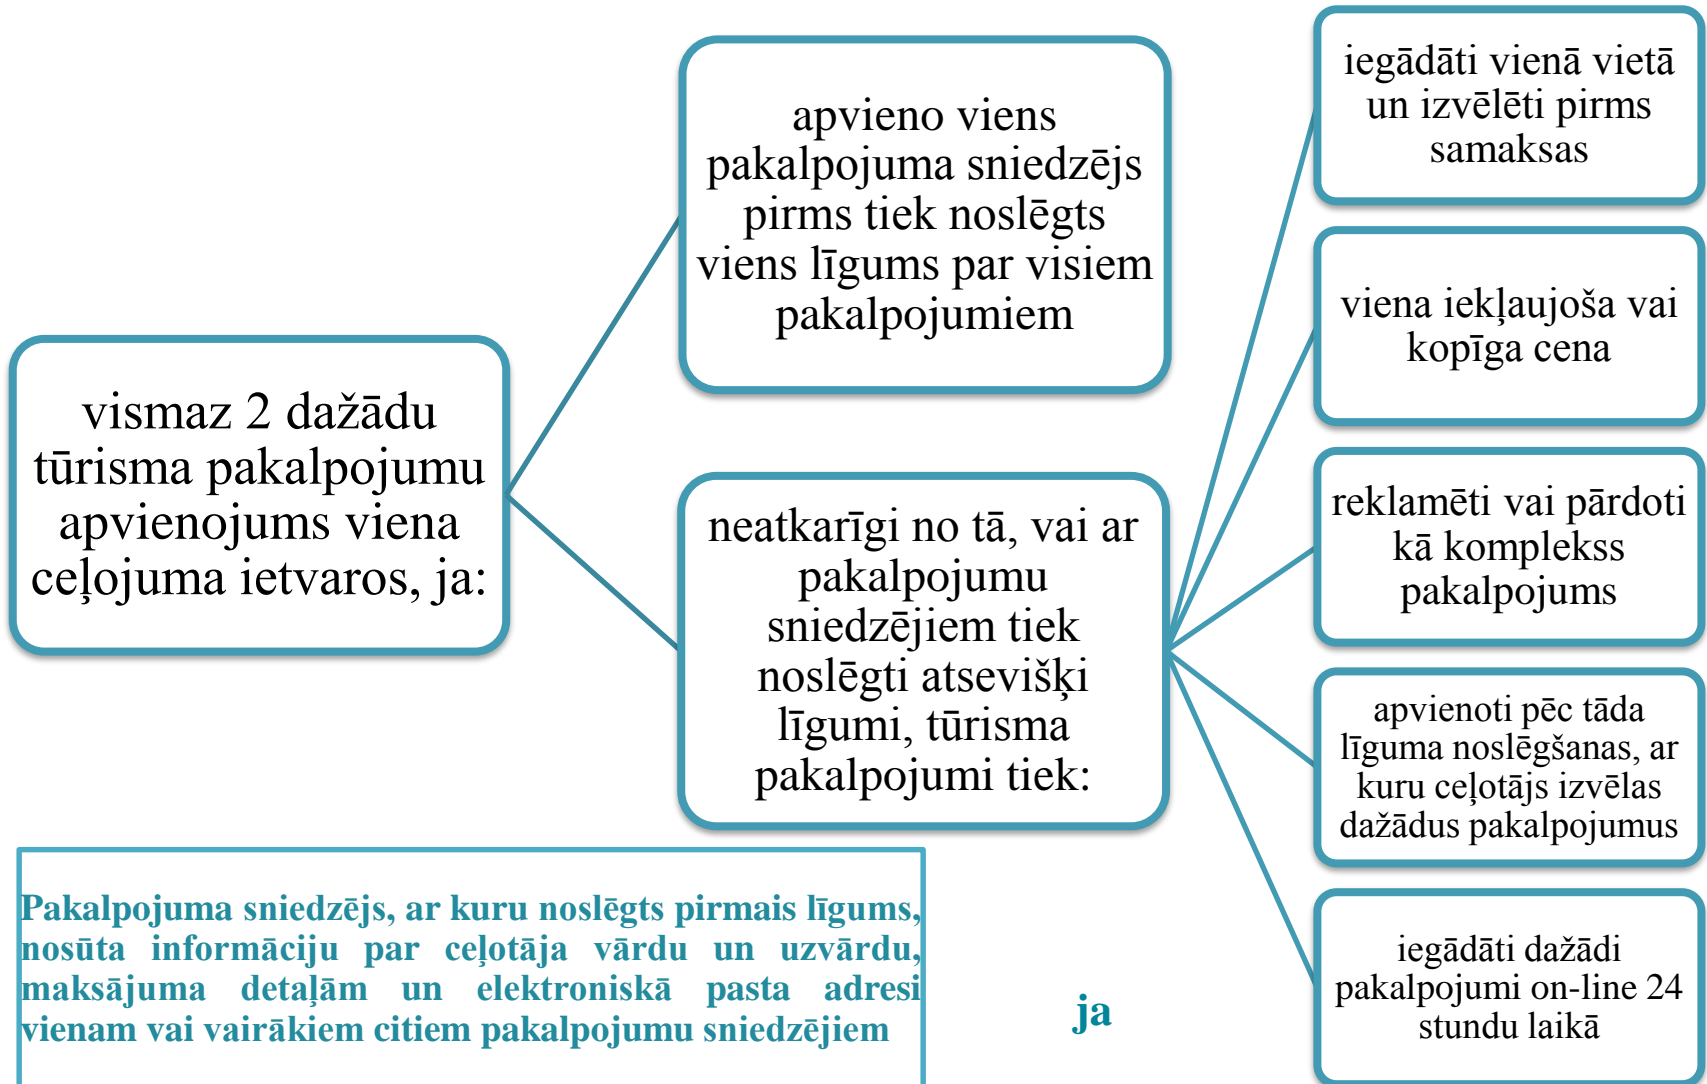 vismaz 2 dažādu
tūrisma pakalpojumu
apvienojums viena
ceļojuma ietvaros, ja:
apvieno viens
pakalpojuma sniedzējs
pirms tiek noslēgts
viens līgums par visiem
pakalpojumiem
neatkarīgi no tā, vai ar
pakalpojumu
sniedzējiem tiek
noslēgti atsevišķi
līgumi, tūrisma
pakalpojumi tiek:
iegādāti vienā vietā
un izvēlēti pirms
samaksas
viena iekļaujoša vai
kopīga cena
reklamēti vai pārdoti
kā komplekss
pakalpojums
apvienoti pēc tāda
līguma noslēgšanas, ar
kuru ceļotājs izvēlas
dažādus pakalpojumus
iegādāti dažādi
pakalpojumi on-line 24
stundu laikā
ja
Pakalpojuma sniedzējs, ar kuru noslēgts pirmais līgums,
nosūta informāciju par ceļotāja vārdu un uzvārdu,
maksājuma detaļām un elektroniskā pasta adresi
vienam vai vairākiem citiem pakalpojumu sniedzējiem